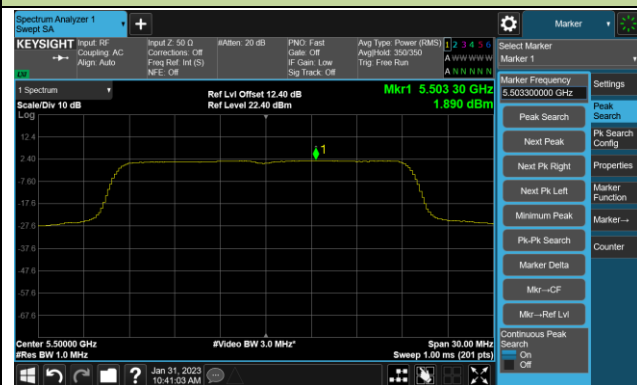 Spectrum Analyzer 1
Swept SA
Marker
KEYSIGHT
Input: RF
Coupling: AC
Align: Auto
Input Z: 50 Ω
Corrections: Off
Freq Ref: Int (S)
NFE: Off
#Atten: 20 dB
PNO: Fast
Gate: Off
IF Gain: Low
Sig Track: Off
Avg Type: Power (RMS)
Avg|Hold: 350/350
Trig: Free Run
1 2 3 4 5 6
A W W W W W
A N N N N N
Select Marker
Marker 1
1 Spectrum
Scale/Div 10 dB
Log
Ref Lvl Offset 12.40 dB
Ref Level 22.40 dBm
Mkr1 5.503 30 GHz
1.890 dBm
12.4
2.40
-7.60
-17.6
-27.6
-37.6
-47.6
-57.6
-67.6
1
Center 5.50000 GHz
#Res BW 1.0 MHz
#Video BW 3.0 MHz*
Span 30.00 MHz
Sweep 1.00 ms (201 pts)
Marker Frequency
5.503300000 GHz
Peak Search
Next Peak
Next Pk Right
Next Pk Left
Minimum Peak
Pk-Pk Search
Marker Delta
Mkr→CF
Mkr→Ref Lvl
Continuous Peak
Search
On
Off
Settings
Peak
Search
Pk Search
Config
Properties
Marker
Function
Marker→
Counter
Jan 31, 2023
10:41:03 AM